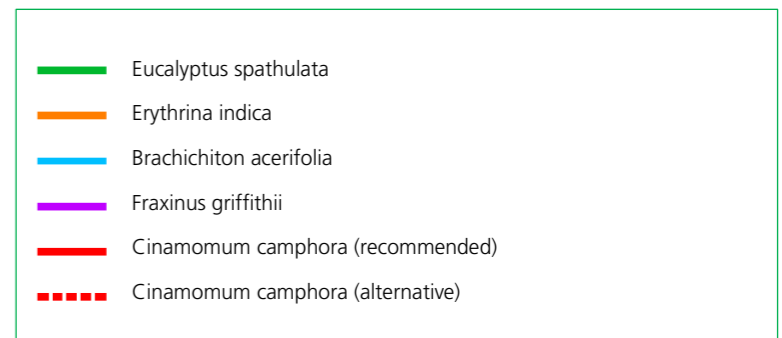 Eucalyptus spathulata
Erythrina indica
Brachichiton acerifolia
Fraxinus griffithii
Cinamomum camphora (recommended)
Cinamomum camphora (alternative)